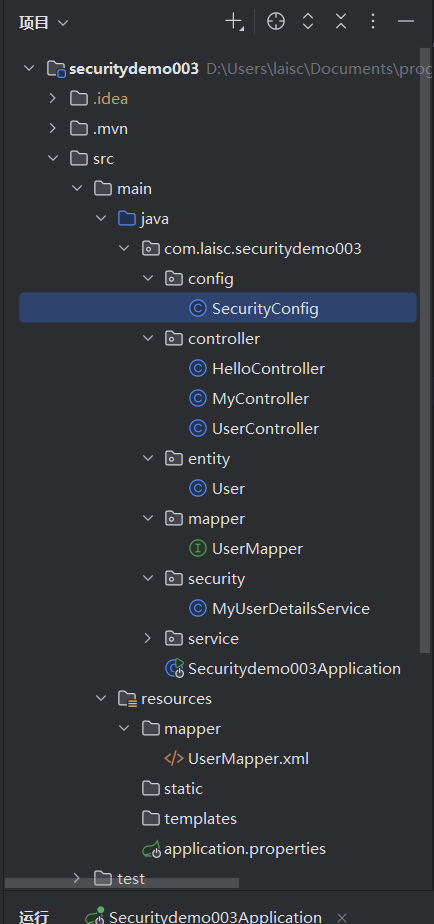 项目
securitydemo003 D:\Users\laisc\Documents\prog
.idea
.mvn
src
main
java
com.laisc.securitydemo003
config
SecurityConfig
controller
HelloController
MyController
UserController
entity
User
mapper
UserMapper
security
MyUserDetailsService
service
Securitydemo003Application
resources
mapper
UserMapper.xml
static
templates
application.properties
test
运行 Securitydemo003Application